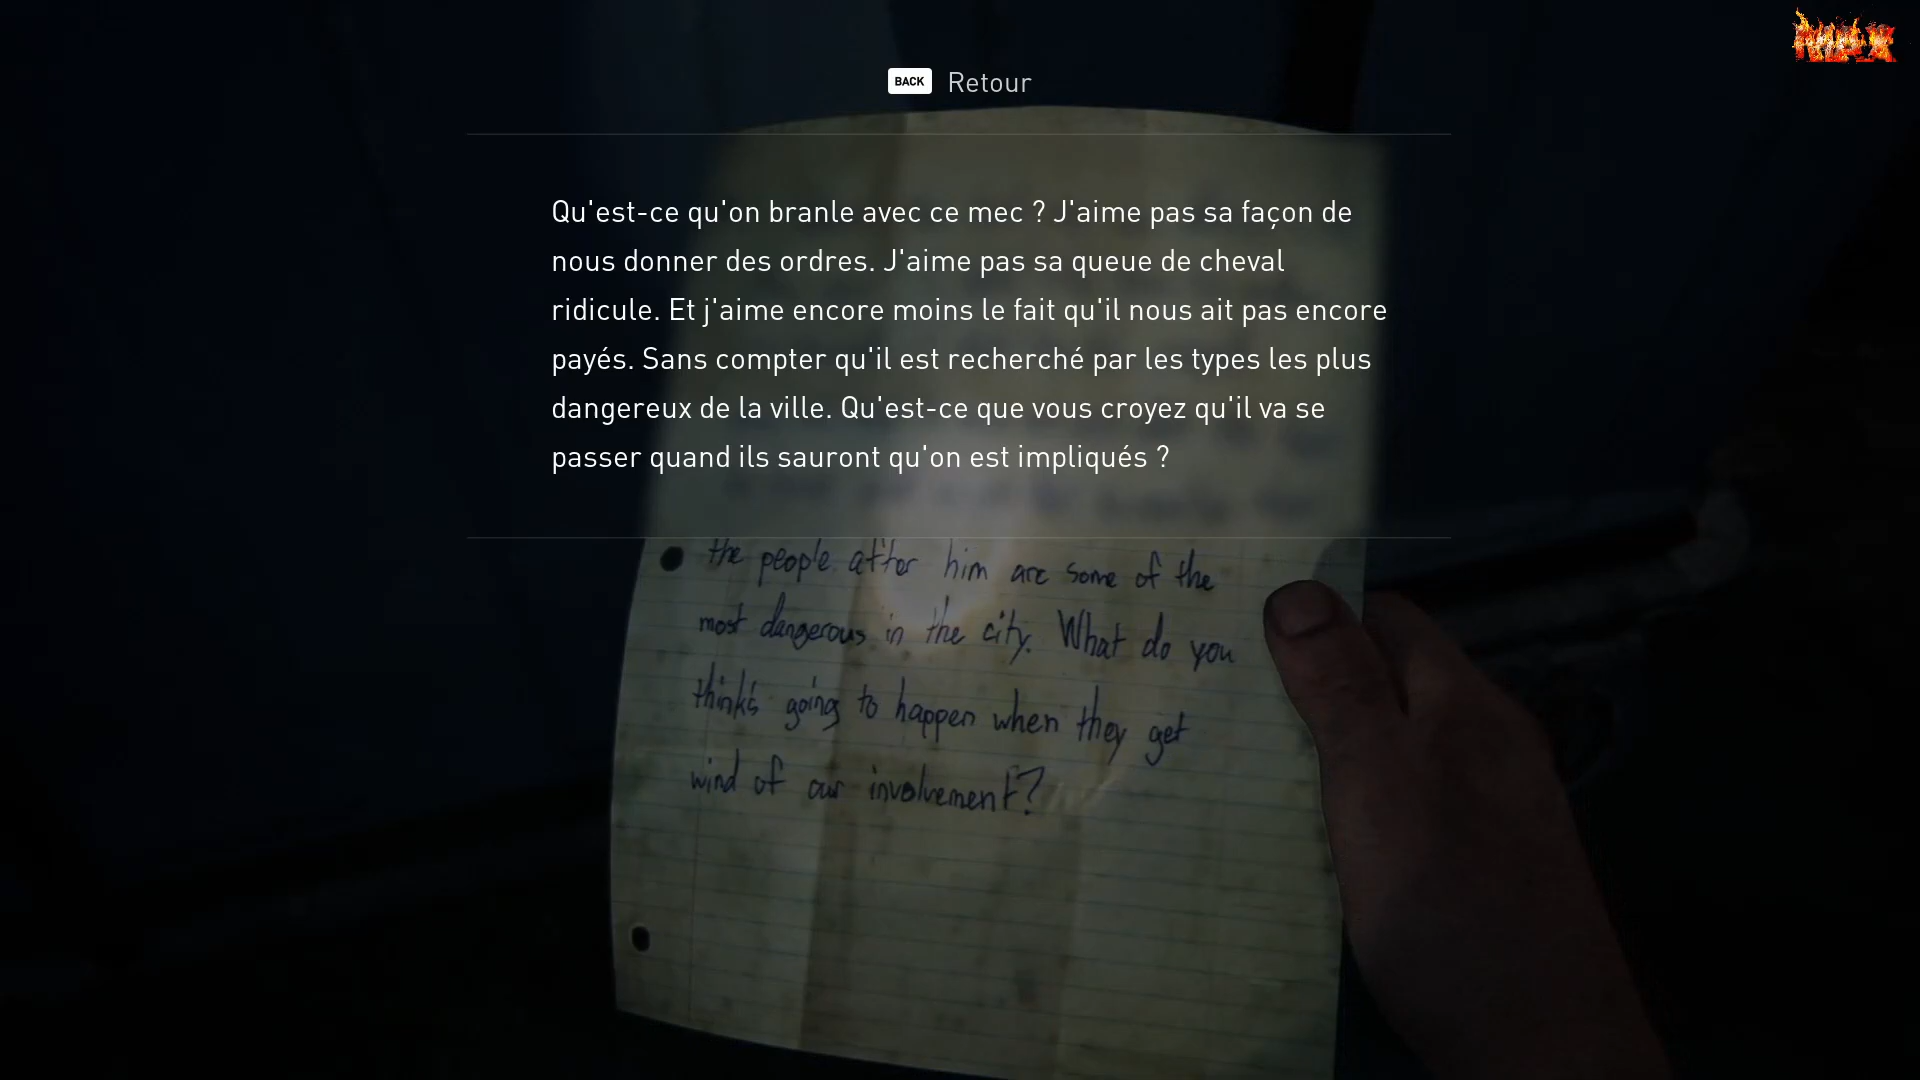 MAX
BACK Retour
Qu'est-ce qu'on branle avec ce mec ? J'aime pas sa façon de
nous donner des ordres. J'aime pas sa queue de cheval
ridicule. Et j'aime encore moins le fait qu'il nous ait pas encore
payés. Sans compter qu'il est recherché par les types les plus
dangereux de la ville. Qu'est-ce que vous croyez qu'il va se
passer quand ils sauront qu'on est impliqués ?
the people after him are some of the
most dangerous in the city. What do you
think's going to happen when they get
wind of our involvement?